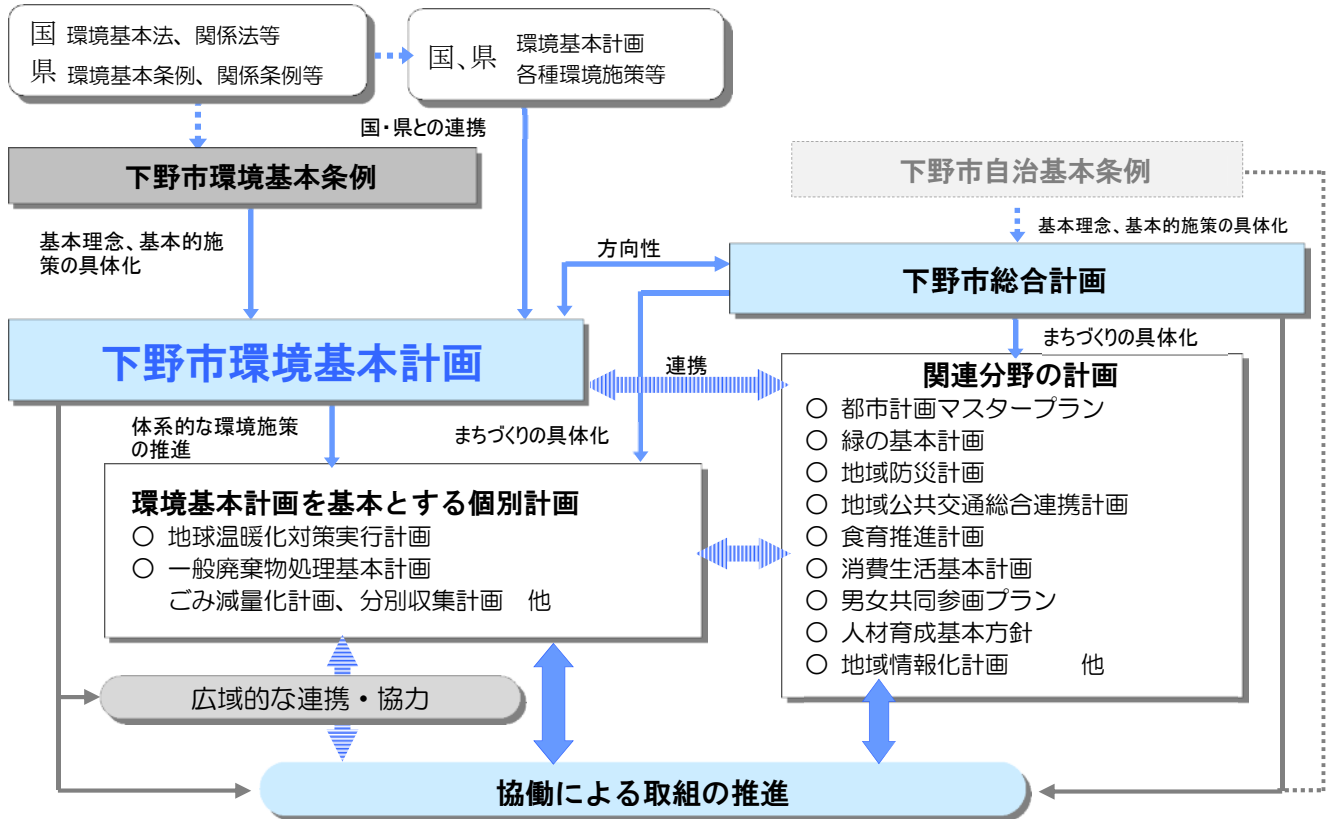 国 環境基本法、関係法等
県 環境基本条例、関係条例等
国、県 環境基本計画
各種環境施策等
国・県との連携
下野市環境基本条例
下野市自治基本条例
基本理念、基本的施
策の具体化
基本理念、基本的施策の具体化
方向性
下野市総合計画
下野市環境基本計画
まちづくりの具体化
連携
関連分野の計画
○ 都市計画マスタープラン
○ 緑の基本計画
○ 地域防災計画
○ 地域公共交通総合連携計画
○ 食育推進計画
○ 消費生活基本計画
○ 男女共同参画プラン
○ 人材育成基本方針
○ 地域情報化計画 他
体系的な環境施策
の推進
まちづくりの具体化
環境基本計画を基本とする個別計画
○ 地球温暖化対策実行計画
○ 一般廃棄物処理基本計画
ごみ減量化計画、分別収集計画 他
広域的な連携・協力
協働による取組の推進